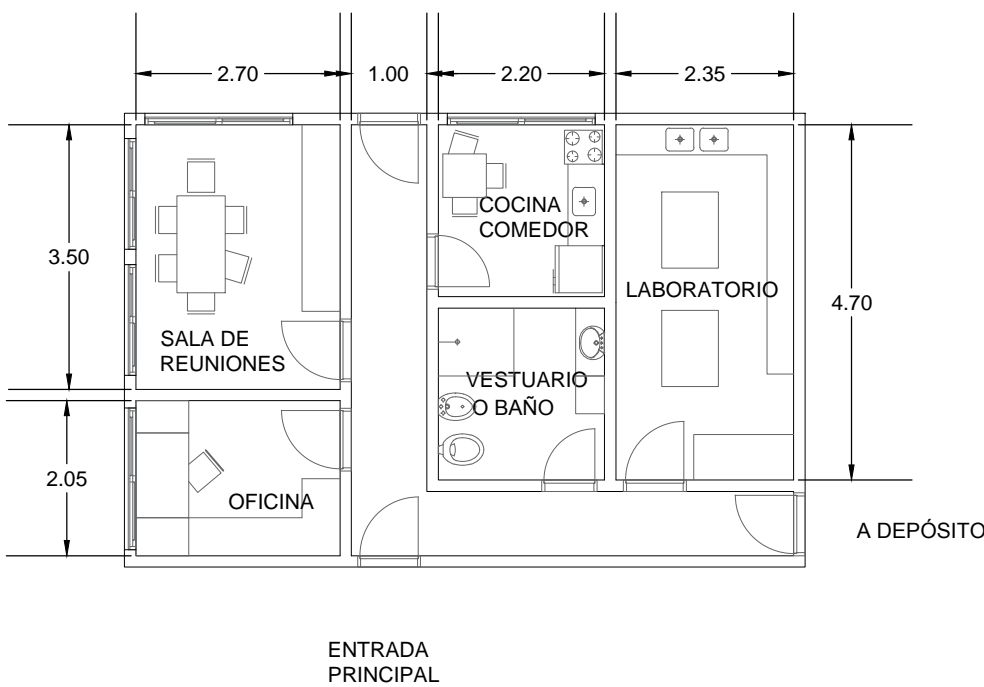 2.70
1.00
2.20
2.35
3.50
COCINA
COMEDOR
LABORATORIO
4.70
SALA DE
REUNIONES
VESTUARIO
O BAÑO
2.05
OFICINA
A DEPÓSITO
ENTRADA
PRINCIPAL